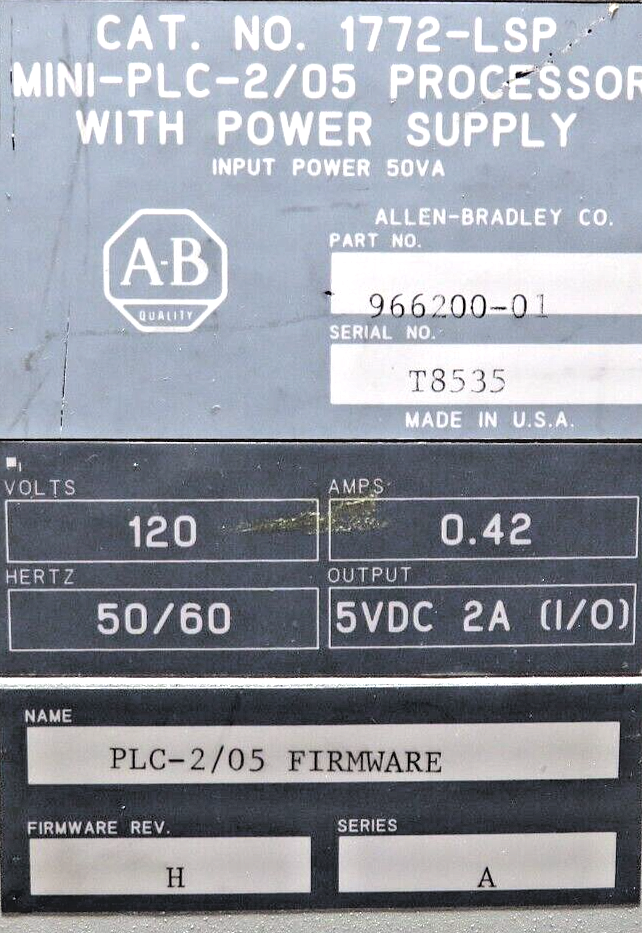 CAT. NO. 1772-LSP
MINI-PLC-2/05 PROCESSOR
WITH POWER SUPPLY
INPUT POWER 50VA
A-B
QUALITY
ALLEN-BRADLEY CO.
PART NO.
966200-01
SERIAL NO.
T8535
MADE IN U.S.A.
VOLTS
120
AMPS
0.42
HERTZ
50/60
OUTPUT
5VDC 2A (I/O)
NAME
PLC-2/05 FIRMWARE
FIRMWARE REV.
H
SERIES
A